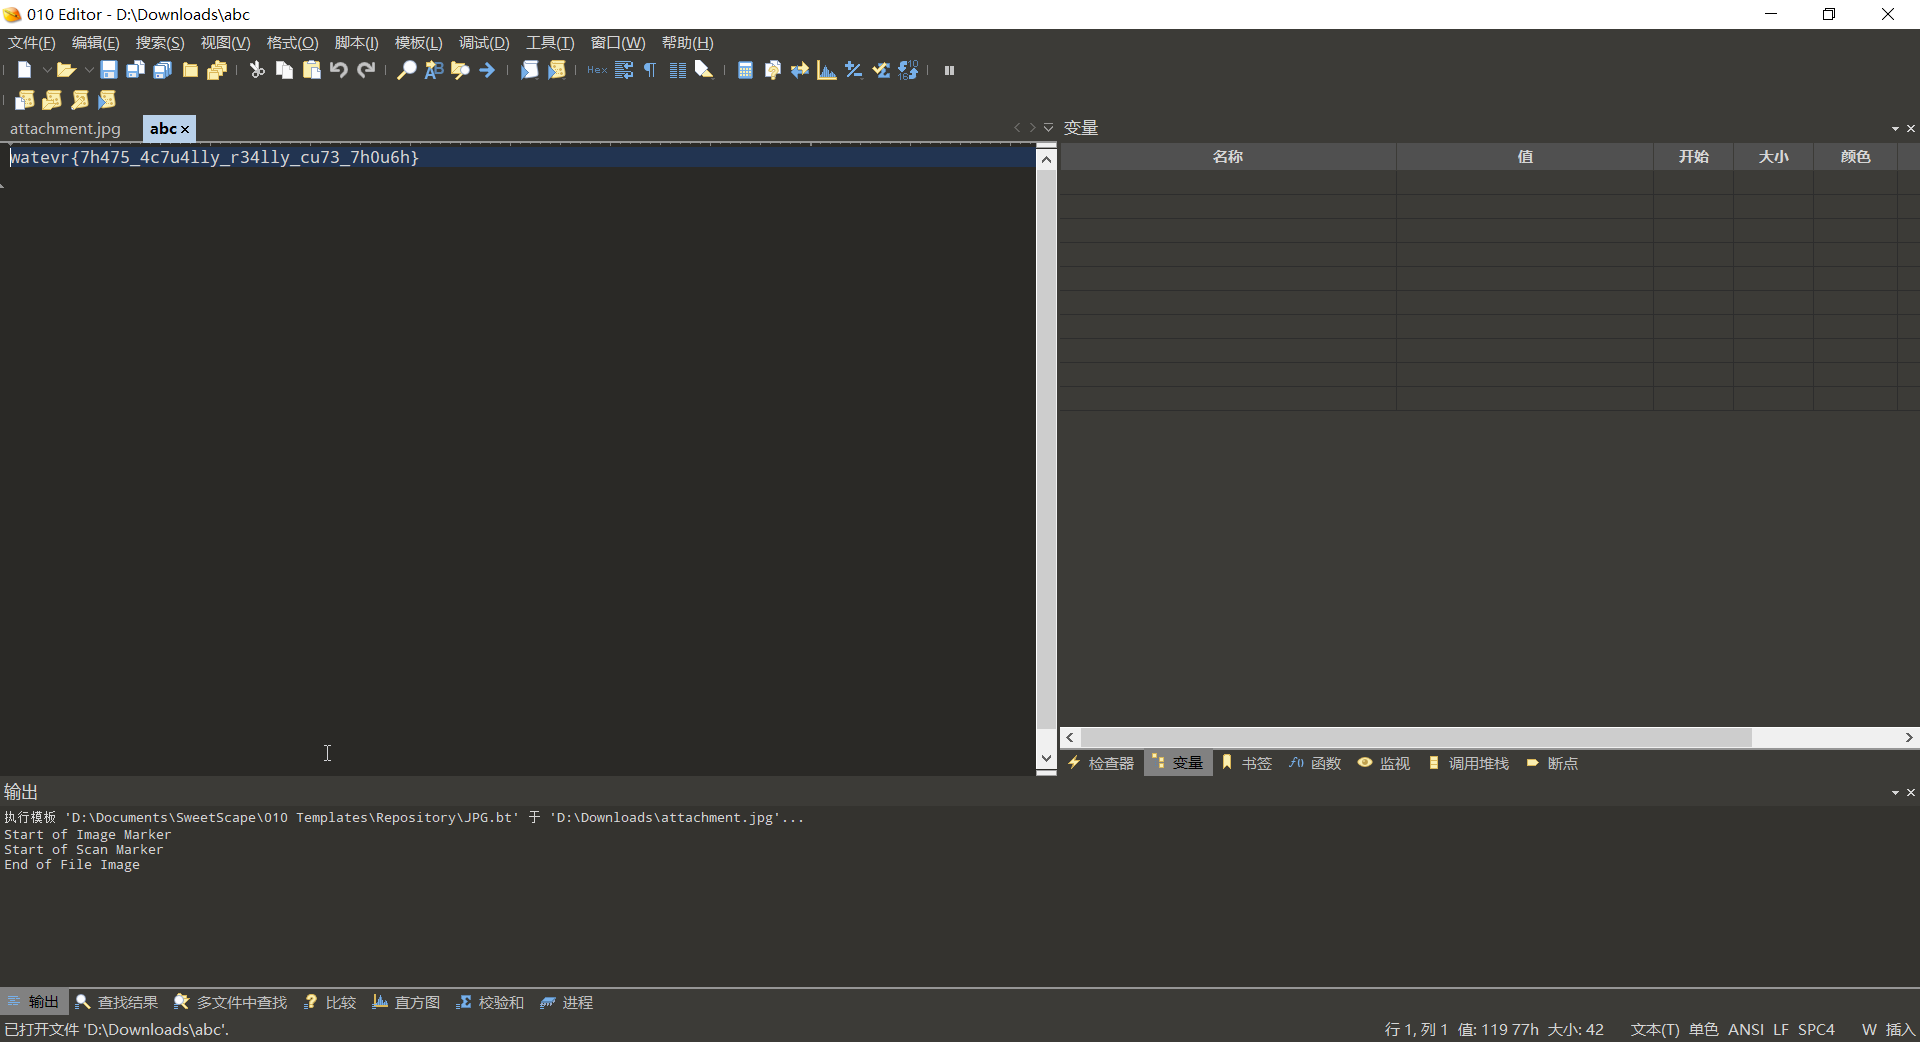 010 Editor - D:\Downloads\abc
文件(F) 编辑(E) 搜索(S) 视图(V) 格式(O) 脚本(I) 模板(L) 调试(D) 工具(T) 窗口(W) 帮助(H)
Hex
attachment.jpg abc
watevr{7h475_4c7u4lly_r34lly_cu73_7h0u6h}
变量
名称 值 开始 大小 颜色
检查器 变量 书签 函数 监视 调用堆栈 断点
输出
执行模板 'D:\Documents\SweetScape\010 Templates\Repository\JPG.bt' 于 'D:\Downloads\attachment.jpg'...
Start of Image Marker
Start of Scan Marker
End of File Image
输出 查找结果 多文件中查找 比较 直方图 校验和 进程
已打开文件 'D:\Downloads\abc'.
行 1, 列 1 值: 119 77h 大小: 42 文本(T) 单色 ANSI LF SPC4 W 插入